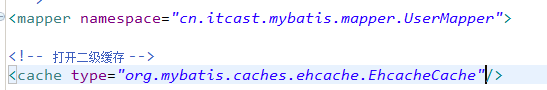 <mapper namespace="cn.itcast.mybatis.mapper.UserMapper">
<!-- 打开二级缓存 -->
<cache type="org.mybatis.caches.ehcache.EhcacheCache"/>